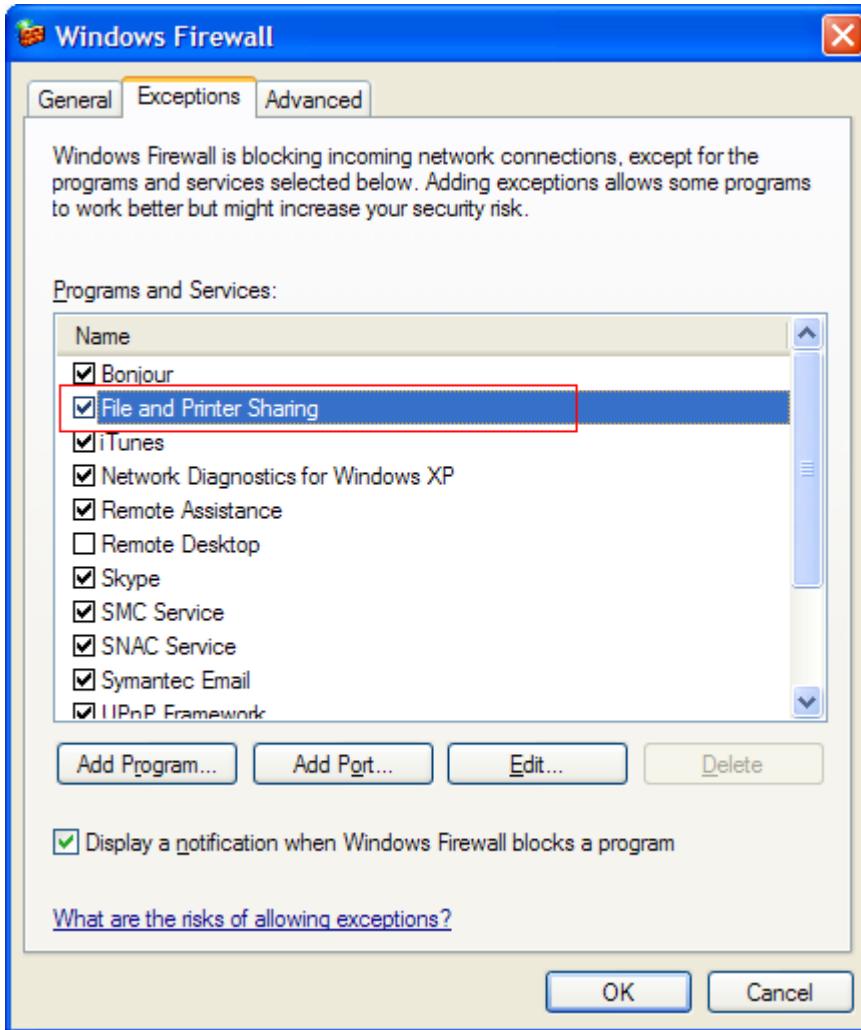 Windows Firewall
General Exceptions Advanced
Windows Firewall is blocking incoming network connections, except for the
programs and services selected below. Adding exceptions allows some programs
to work better but might increase your security risk.
Programs and Services:
Name
Bonjour
File and Printer Sharing
iTunes
Network Diagnostics for Windows XP
Remote Assistance
Remote Desktop
Skype
SMC Service
SNAC Service
Symantec Email
UPnP Framework
Add Program... Add Port... Edit... Delete
Display a notification when Windows Firewall blocks a program
What are the risks of allowing exceptions?
OK Cancel